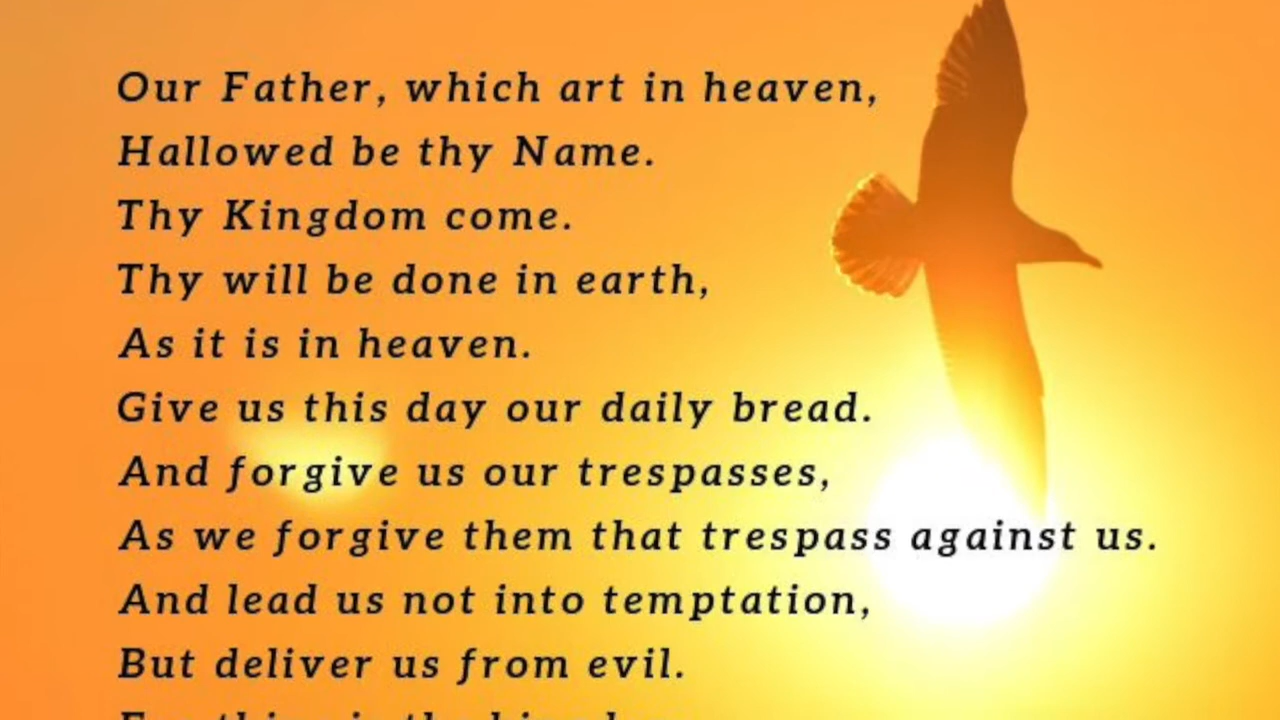 Our Father, which art in heaven,
Hallowed be thy Name.
Thy Kingdom come.
Thy will be done in earth,
As it is in heaven.
Give us this day our daily bread.
And forgive us our trespasses,
As we forgive them that trespass against us.
And lead us not into temptation,
But deliver us from evil.